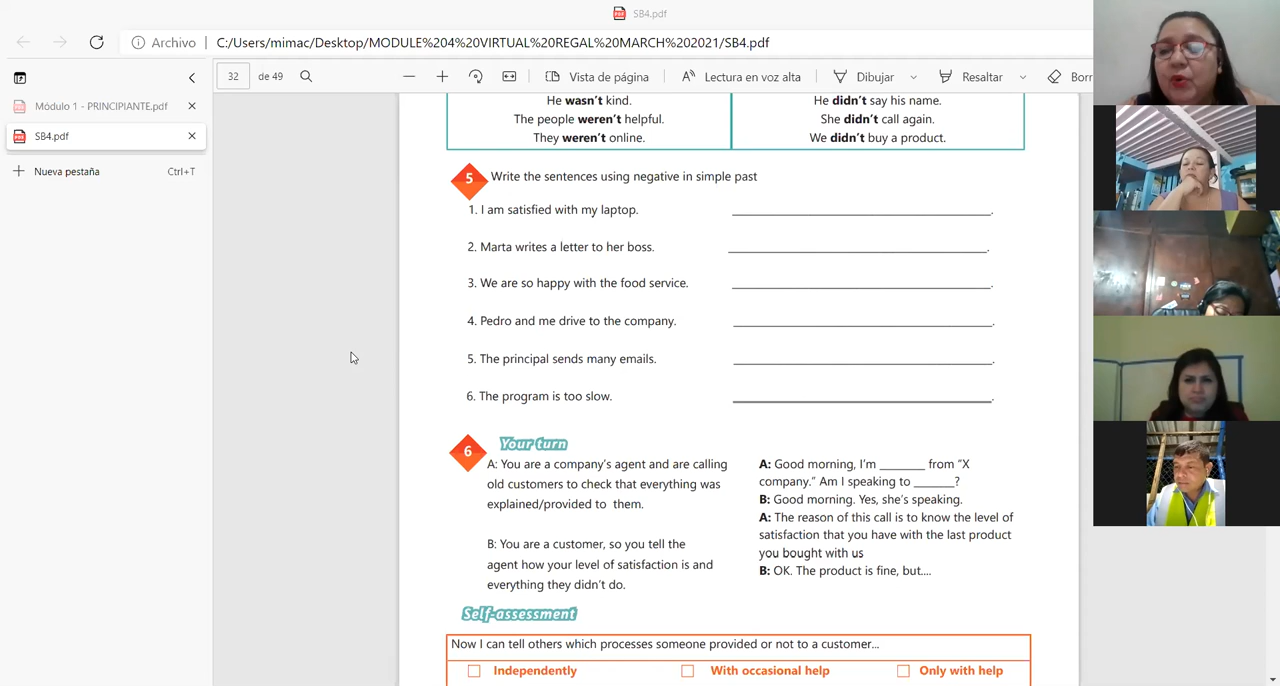 SB4.pdf
Archivo | C:/Users/mimac/Desktop/MODULE%204%20VIRTUAL%20REGAL%20MARCH%202021/SB4.pdf
32 de 49 Vista de página Lectura en voz alta Dibujar Resaltar Borr
Módulo 1 - PRINCIPIANTE.pdf
SB4.pdf
Nueva pestaña Ctrl+T
He wasn't kind. He didn't say his name.
The people weren't helpful. She didn't call again.
They weren't online. We didn't buy a product.
5 Write the sentences using negative in simple past
1. I am satisfied with my laptop. ______________________.
2. Marta writes a letter to her boss. ______________________.
3. We are so happy with the food service. ______________________.
4. Pedro and me drive to the company. ______________________.
5. The principal sends many emails. ______________________.
6. The program is too slow. ______________________.
6 Your turn
A: You are a company's agent and are calling
old customers to check that everything was
explained/provided to them.
B: You are a customer, so you tell the
agent how your level of satisfaction is and
everything they didn't do.
A: Good morning, I'm _______ from "X
company." Am I speaking to ______?
B: Good morning. Yes, she's speaking.
A: The reason of this call is to know the level of
satisfaction that you have with the last product
you bought with us
B: OK. The product is fine, but....
Self-assessment
Now I can tell others which processes someone provided or not to a customer...
Independently With occasional help Only with help